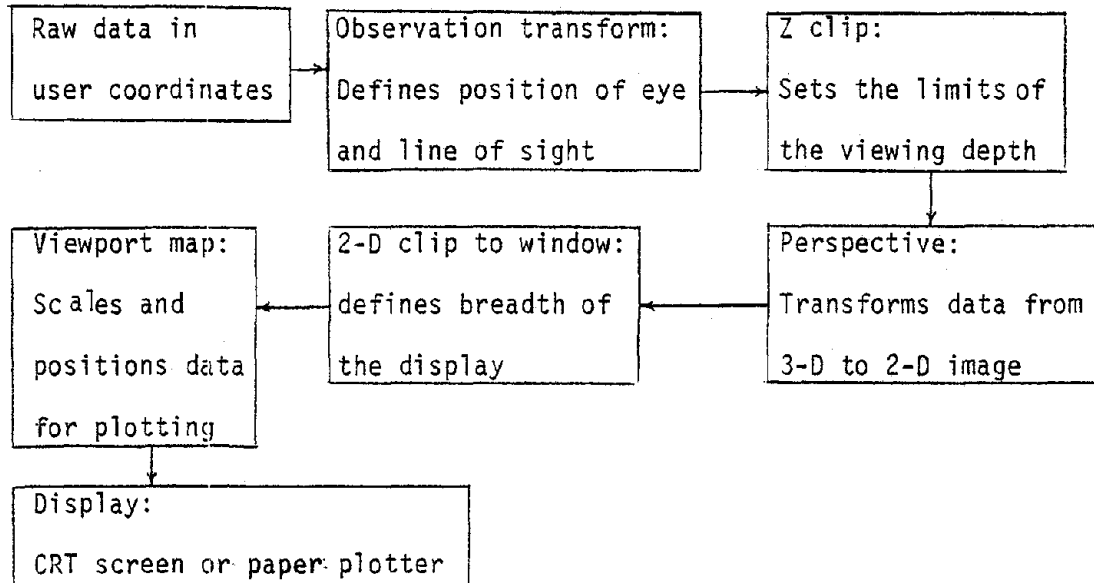 Raw data in
user coordinates
Observation transform:
Defines position of eye
and line of sight
Z clip:
Sets the limits of
the viewing depth
Perspective:
Transforms data from
3-D to 2-D image
2-D clip to window:
defines breadth of
the display
Viewport map:
Scales and
positions data
for plotting
Display:
CRT screen or paper plotter